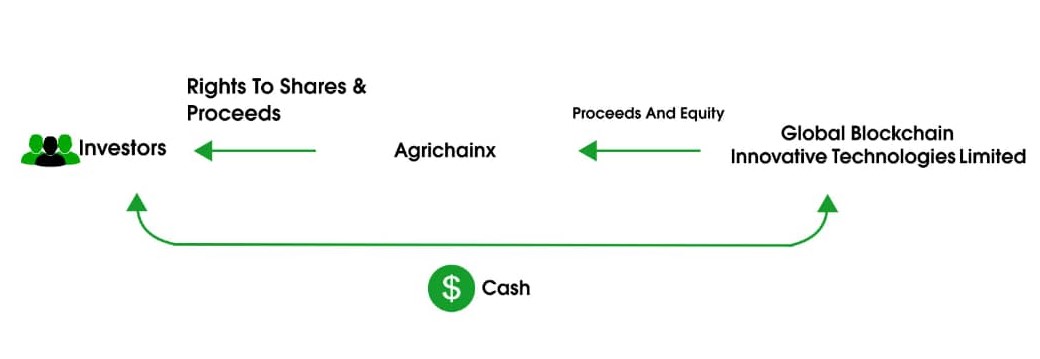 Rights To Shares &
Proceeds
Proceeds And Equity
Investors
Agrichainx
Global Blockchain
Innovative Technologies Limited
$ Cash